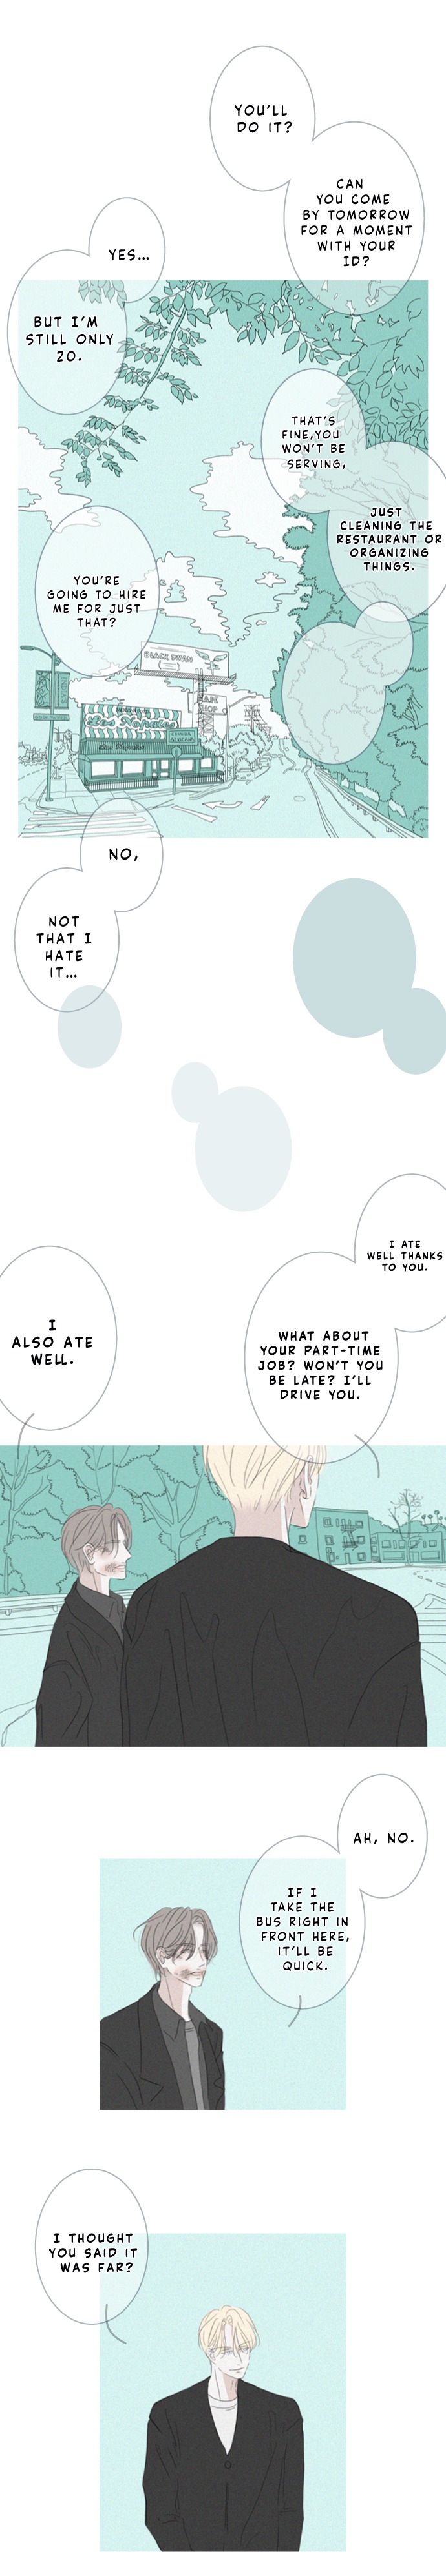 YOU'LL
DO IT?
CAN
YOU COME
BY TOMORROW
FOR A MOMENT
WITH YOUR
ID?
YES...
BUT I'M
STILL ONLY
20.
THAT'S
FINE,YOU
WON'T BE
SERVING,
JUST
CLEANING THE
RESTAURANT OR
ORGANIZING
THINGS.
YOU'RE
GOING TO HIRE
ME FOR JUST
THAT?
BLACK SWAN
Los Nopales
NO,
NOT
THAT I
HATE
IT...
I ATE
WELL THANKS
TO YOU.
WHAT ABOUT
YOUR PART-TIME
JOB? WON'T YOU
BE LATE? I'LL
DRIVE YOU.
I
ALSO ATE
WELL.
AH, NO.
IF I
TAKE THE
BUS RIGHT IN
FRONT HERE,
IT'LL BE
QUICK.
I THOUGHT
YOU SAID IT
WAS FAR?